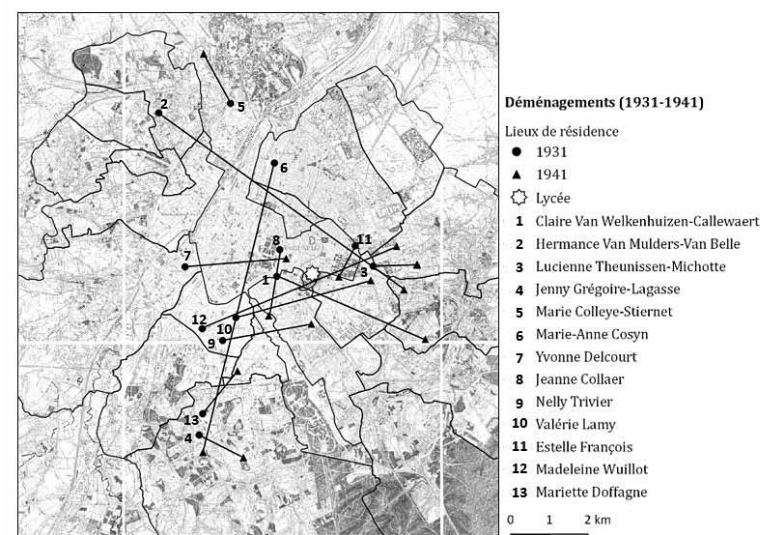 2
5
6
8
11
7
1
3
12
10
9
13
4
Déménagements (1931-1941)
Lieux de résidence
1931
1941
Lycée
1 Claire Van Welkenhuizen-Callewaert
2 Hermance Van Mulders-Van Belle
3 Lucienne Theunissen-Michotte
4 Jenny Grégoire-Lagasse
5 Marie Colleye-Stiernet
6 Marie-Anne Cosyn
7 Yvonne Delcourt
8 Jeanne Collaer
9 Nelly Trivier
10 Valérie Lamy
11 Estelle François
12 Madeleine Wuillot
13 Mariette Doffagne
0 1 2 km